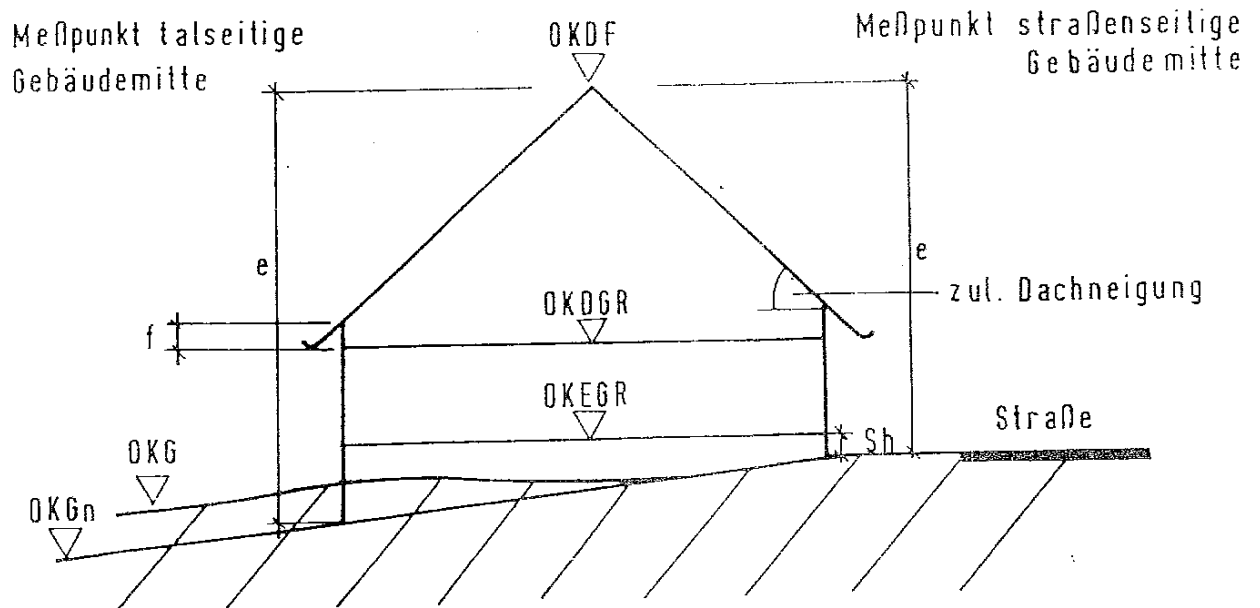 Meßpunkt talseitige
Gebäudemitte
OKDF
Meßpunkt straßenseitige
Gebäudemitte
e
e
zul. Dachneigung
f
OKDGR
OKEGR
Sh
Straße
OKG
OKGn